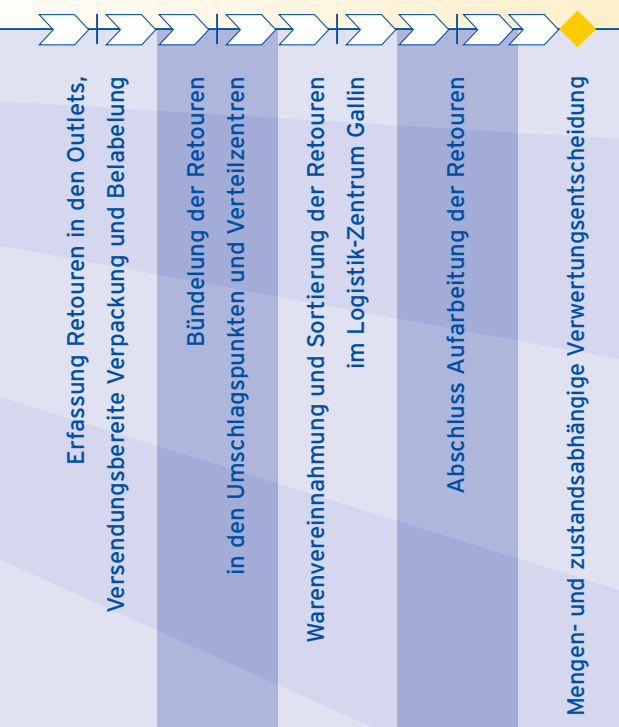 Erfassung Retouren in den Outlets,
Versendungsbereite Verpackung und Belabelung
Bündelung der Retouren
in den Umschlagspunkten und Verteilzentren
Warenvereinnahmung und Sortierung der Retouren
im Logistik-Zentrum Gallin
Abschluss Aufarbeitung der Retouren
Mengen- und zustandsabhängige Verwertungsentscheidung